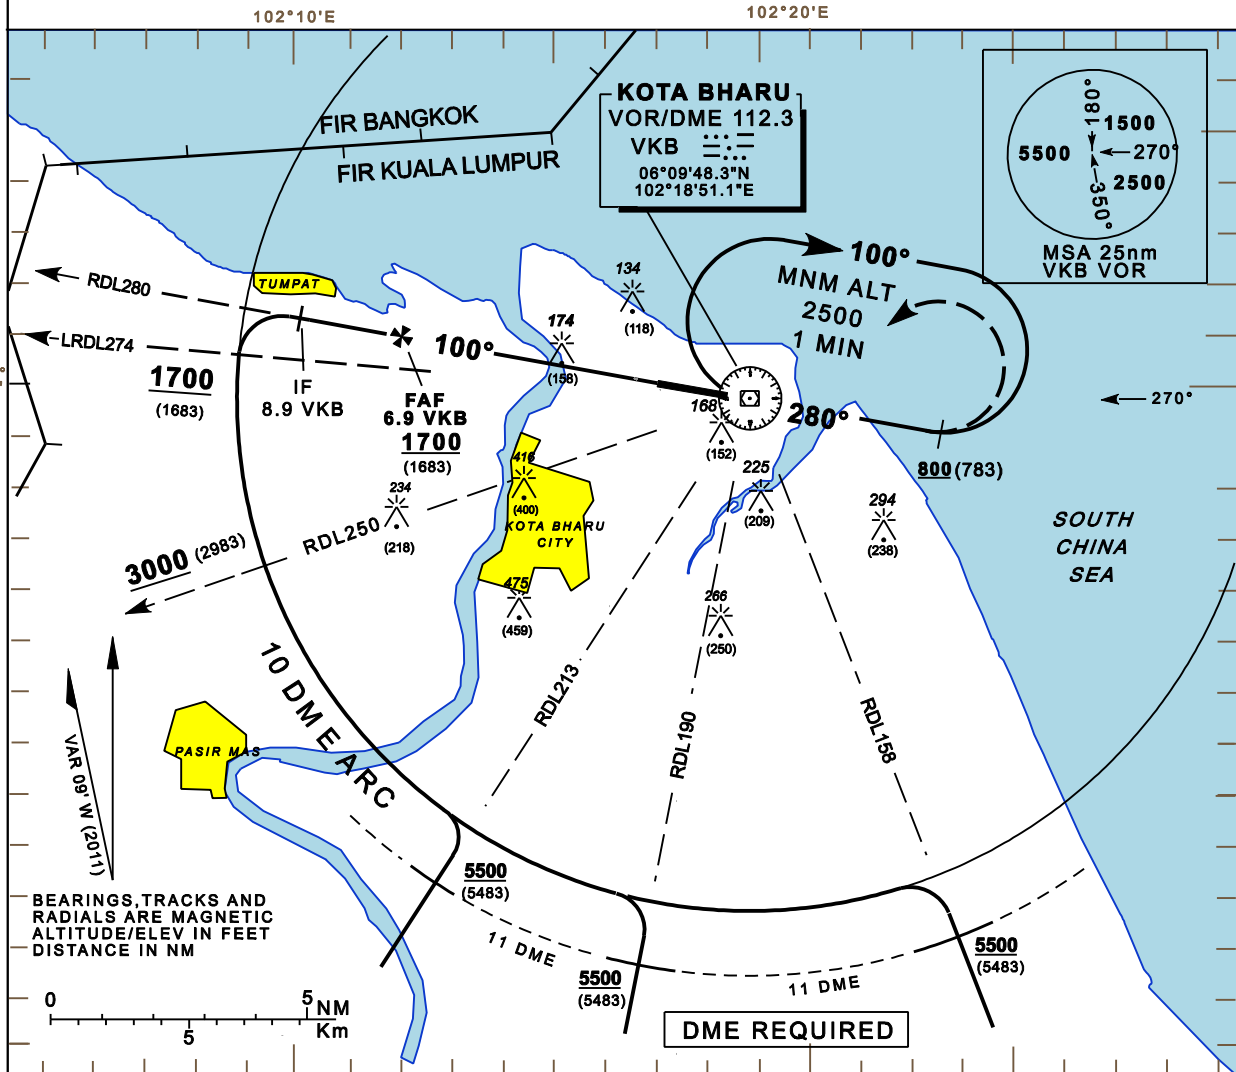 102°10'E
102°20'E
FIR BANGKOK
FIR KUALA LUMPUR
KOTA BHARU
VOR/DME 112.3
VKB
06°09'48.3"N
102°18'51.1"E
180°
1500
5500
270°
2500
350°
MSA 25nm
VKB VOR
RDL280
TUMPAT
LRDL274
1700
(1683)
IF
8.9 VKB
100°
FAF
6.9 VKB
1700
(1683)
174
(158)
134
(118)
100°
MNM ALT
2500
1 MIN
270°
280°
800 (783)
168
(152)
225
(209)
294
(238)
SOUTH
CHINA
SEA
416
(400)
KOTA BHARU
CITY
234
(218)
RDL250
3000 (2983)
475
(459)
266
(250)
10 DME ARC
RDL213
RDL190
RDL158
PASIR MAS
VAR 09' W (2011)
5500
(5483)
11 DME
5500
(5483)
11 DME
5500
(5483)
BEARINGS,TRACKS AND
RADIALS ARE MAGNETIC
ALTITUDE/ELEV IN FEET
DISTANCE IN NM
0
5
NM
Km
5
DME REQUIRED